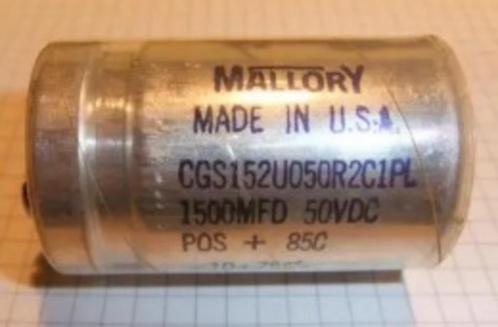 MALLORY
MADE IN U.S.A.
CGS152U050R2C1PL
1500MFD 50VDC
POS + 85C